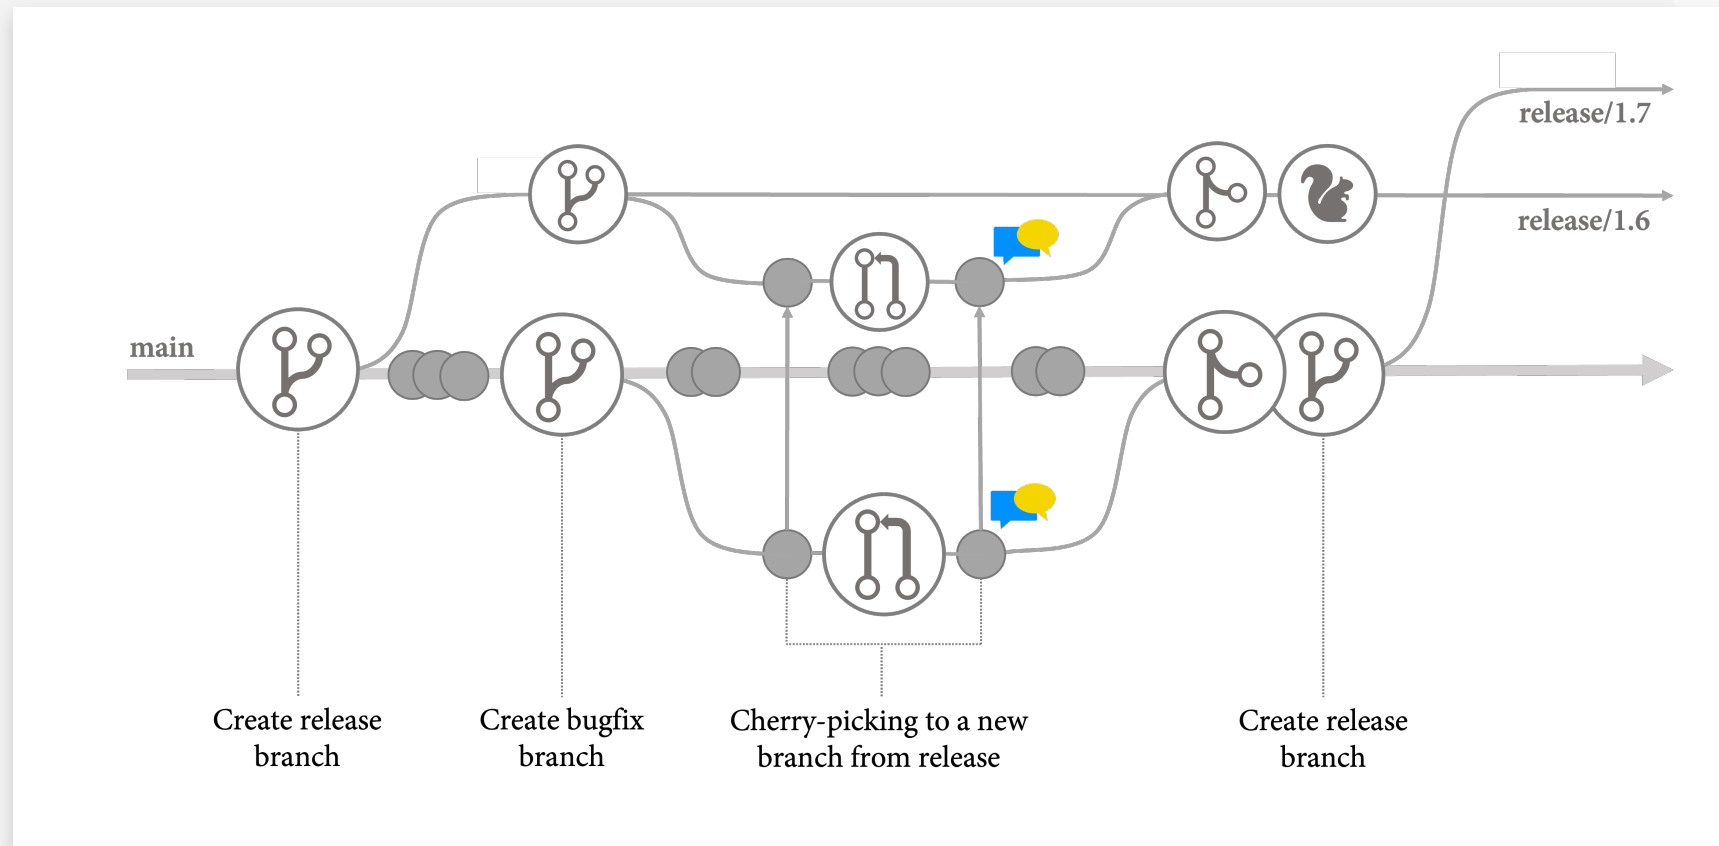 release/1.7
release/1.6
main
Create release
branch
Create bugfix
branch
Cherry-picking to a new
branch from release
Create release
branch